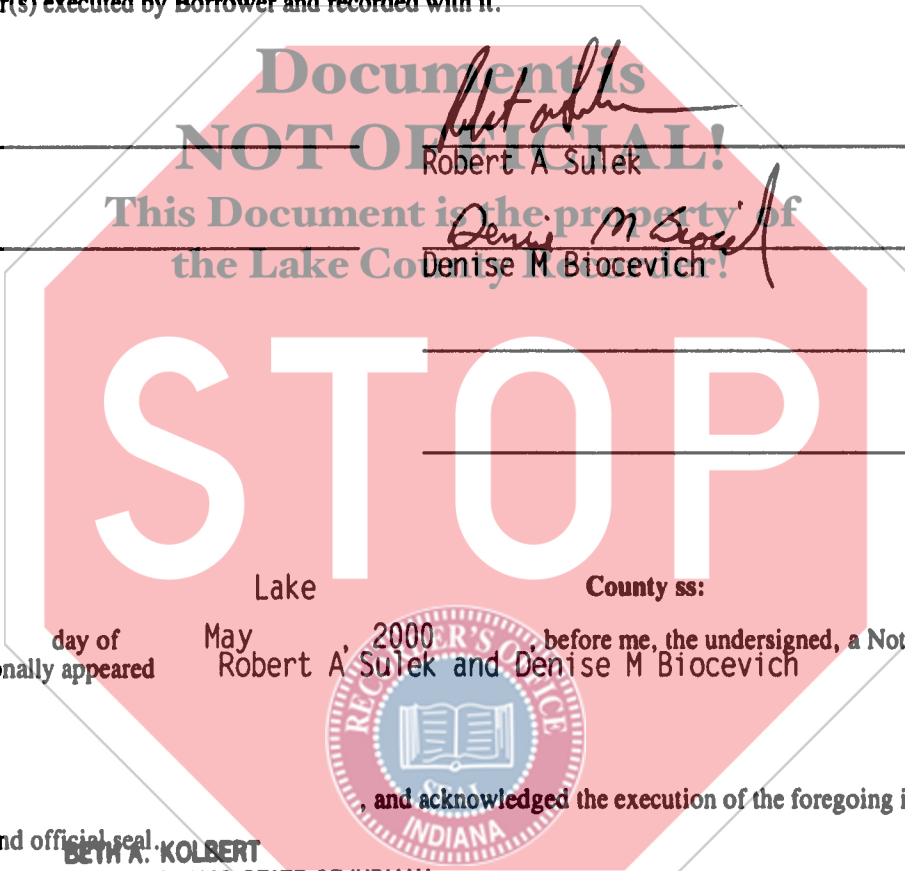 r(s) executed by Borrower and recorded with it.
Document is
NOT OFFICIAL!
Robert A Sulek
This Document is the property of
Denise M
the Lake County Recorder!
Denise M Biocevich
STOP
Lake County ss:
day of May , 2000 , before me, the undersigned, a Not
onally appeared Robert A Sulek and Denise M Biocevich
RECORDER'S OFFICE
SEAL
INDIANA
, and acknowledged the execution of the foregoing i
nd official seal.
BETH A. KOLBERT